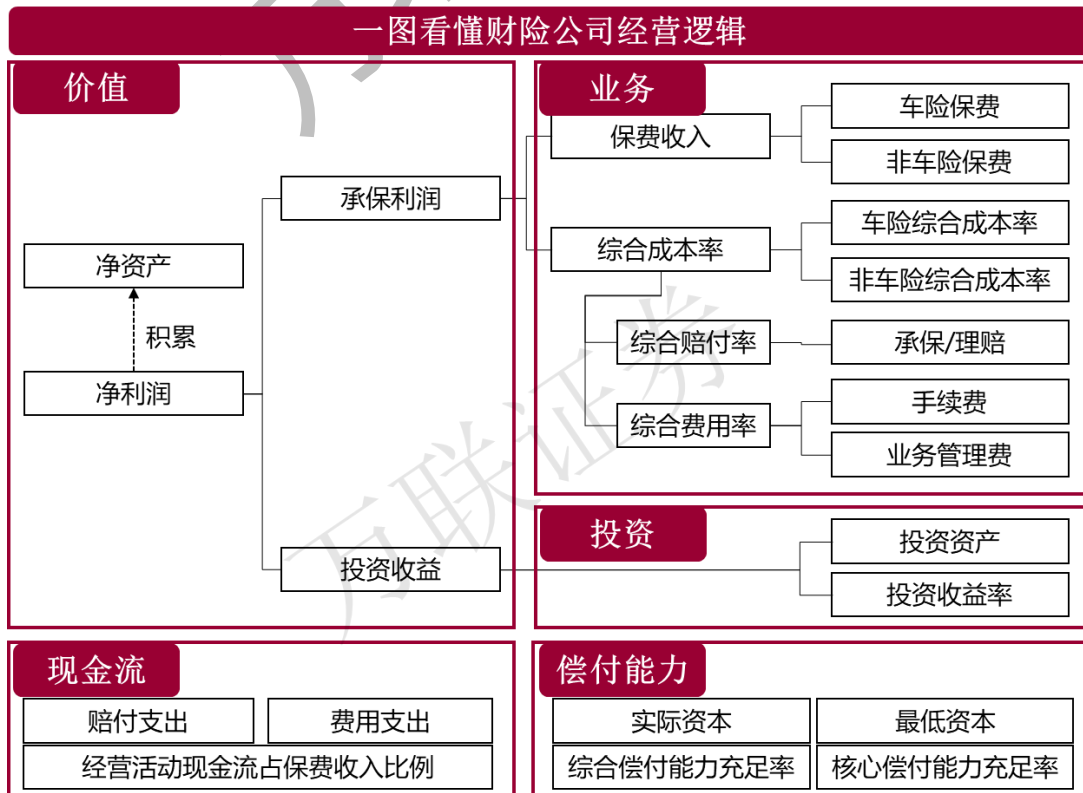 一图看懂财险公司经营逻辑
价值
净资产
积累
净利润
承保利润
投资收益
业务
保费收入
车险保费
非车险保费
综合成本率
车险综合成本率
非车险综合成本率
综合赔付率
承保/理赔
综合费用率
手续费
业务管理费
投资
投资资产
投资收益率
现金流
赔付支出
费用支出
经营活动现金流占保费收入比例
偿付能力
实际资本
最低资本
综合偿付能力充足率
核心偿付能力充足率
万联证券